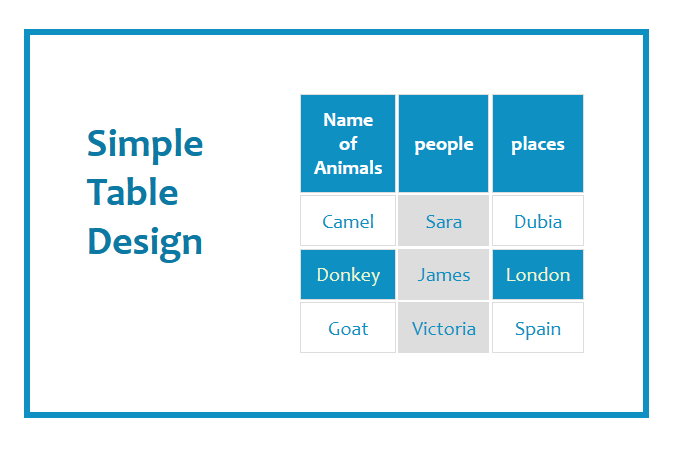 Simple
Table
Design
Name
of
Animals
people
places
Camel
Sara
Dubia
Donkey
James
London
Goat
Victoria
Spain